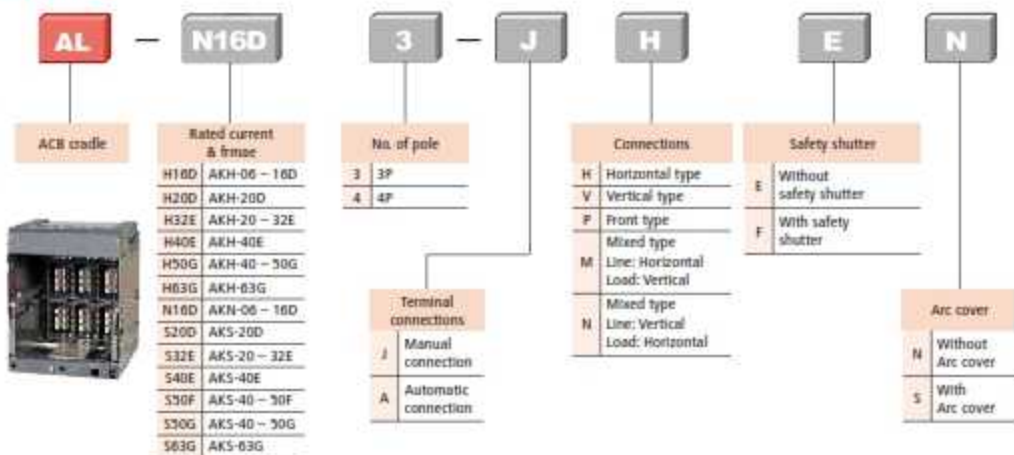 AL – N16D 3 – J H E N
ACB cradle
Rated current
& frmae
H16D AKH-06 – 16D
H20D AKH-20D
H32E AKH-20 – 32E
H40E AKH-40E
H50G AKH-40 – 50G
H63G AKH-63G
N16D AKN-06 – 16D
S20D AKS-20D
S32E AKS-20 – 32E
S40E AKS-40E
S50F AKS-40 – 50F
S50G AKS-40 – 50G
S63G AKS-63G
No. of pole
3 3P
4 4P
Terminal
connections
J Manual
connection
A Automatic
connection
Connections
H Horizontal type
V Vertical type
P Front type
M Mixed type
Line: Horizontal
Load: Vertical
N Mixed type
Line: Vertical
Load: Horizontal
Safety shutter
E Without
safety shutter
F With safety
shutter
Arc cover
N Without
Arc cover
S With
Arc cover